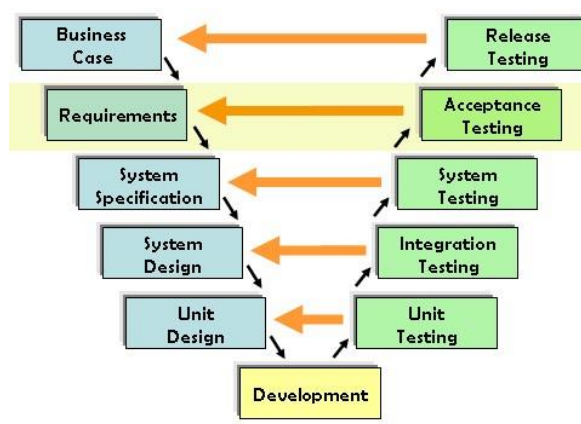 Business
Case
Release
Testing
Requirements
Acceptance
Testing
System
Specification
System
Testing
System
Design
Integration
Testing
Unit
Design
Unit
Testing
Development